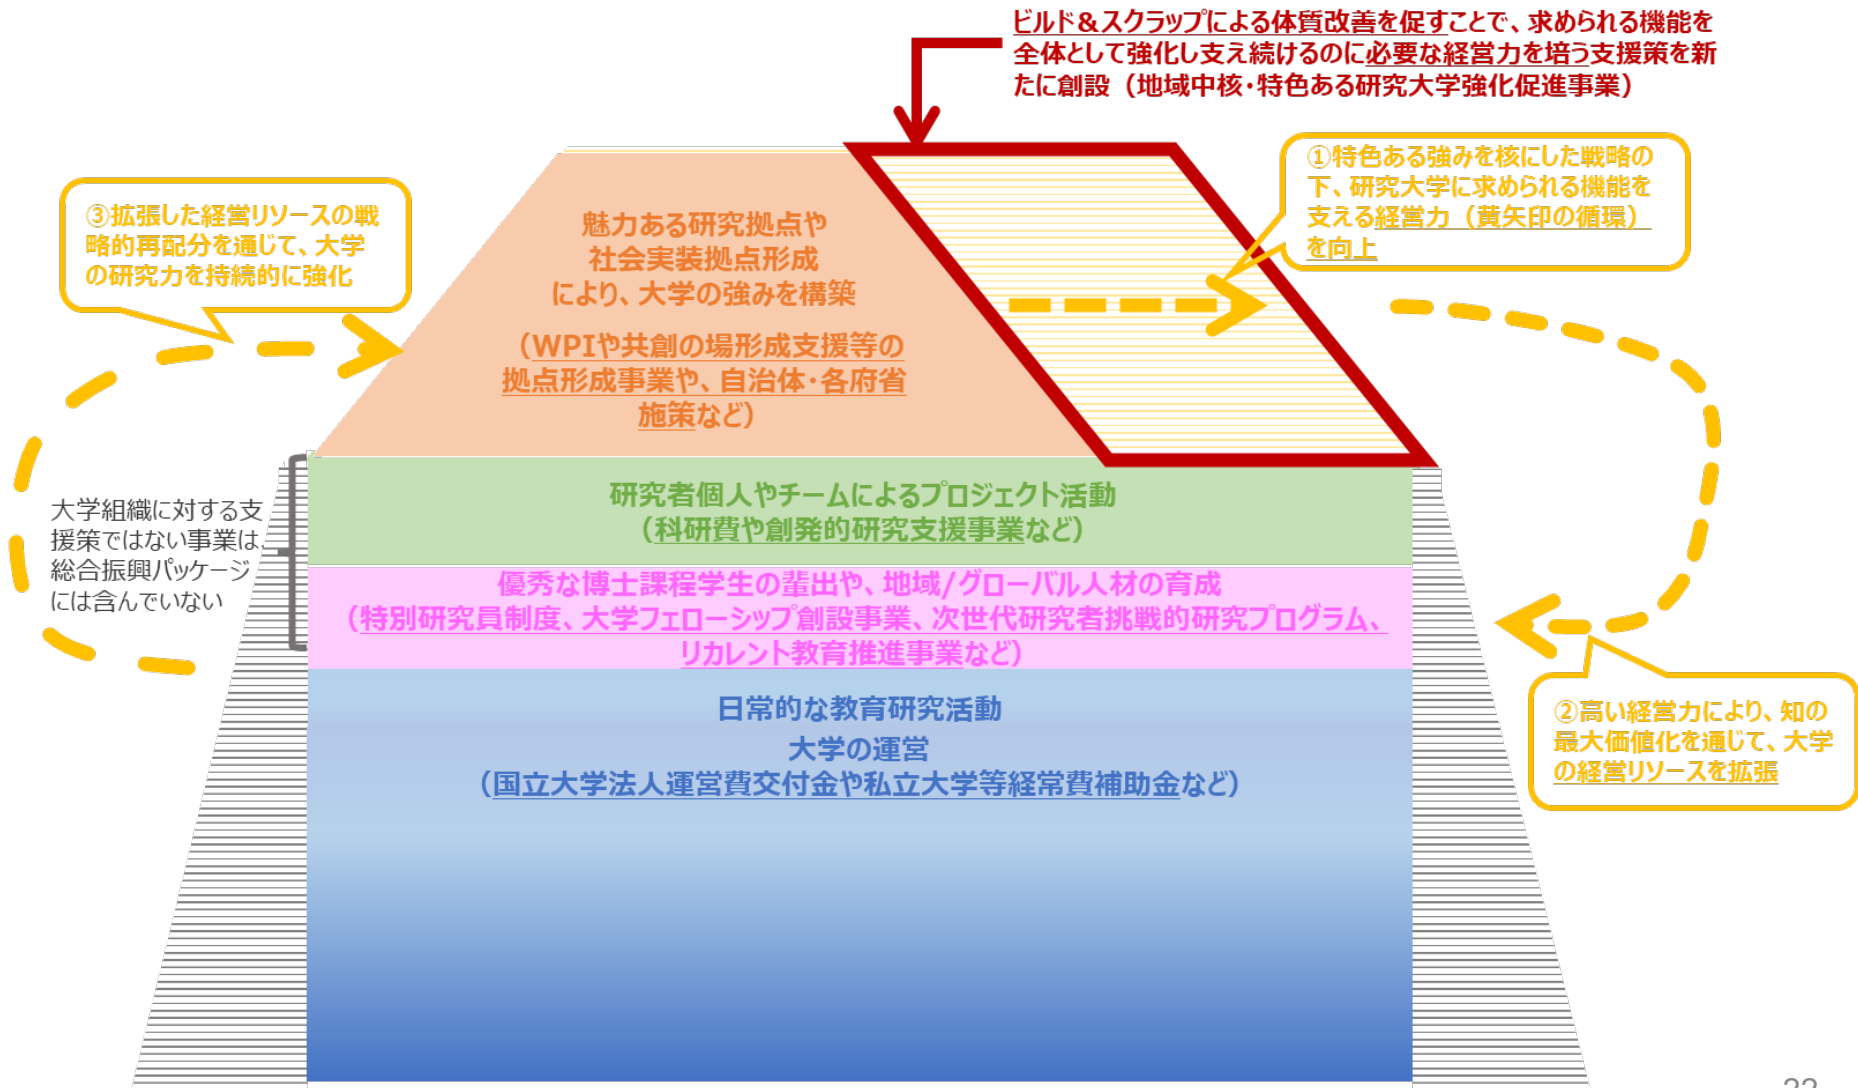 ビルド＆スクラップによる体質改善を促すことで、求められる機能を
全体として強化し支え続けるのに必要な経営力を培う支援策を新
たに創設（地域中核・特色ある研究大学強化促進事業）
①特色ある強みを核にした戦略の
下、研究大学に求められる機能を
支える経営力（黄矢印の循環）
を向上
③拡張した経営リソースの戦
略的再配分を通じて、大学
の研究力を持続的に強化
魅力ある研究拠点や
社会実装拠点形成
により、大学の強みを構築
（WPIや共創の場形成支援等の
拠点形成事業や、自治体・各府省
施策など）
大学組織に対する支
援策ではない事業は、
総合振興パッケージ
には含んでいない
研究者個人やチームによるプロジェクト活動
（科研費や創発的研究支援事業など）
優秀な博士課程学生の輩出や、地域/グローバル人材の育成
（特別研究員制度、大学フェローシップ創設事業、次世代研究者挑戦的研究プログラム、
リカレント教育推進事業など）
日常的な教育研究活動
大学の運営
（国立大学法人運営費交付金や私立大学等経常費補助金など）
②高い経営力により、知の
最大価値化を通じて、大学
の経営リソースを拡張